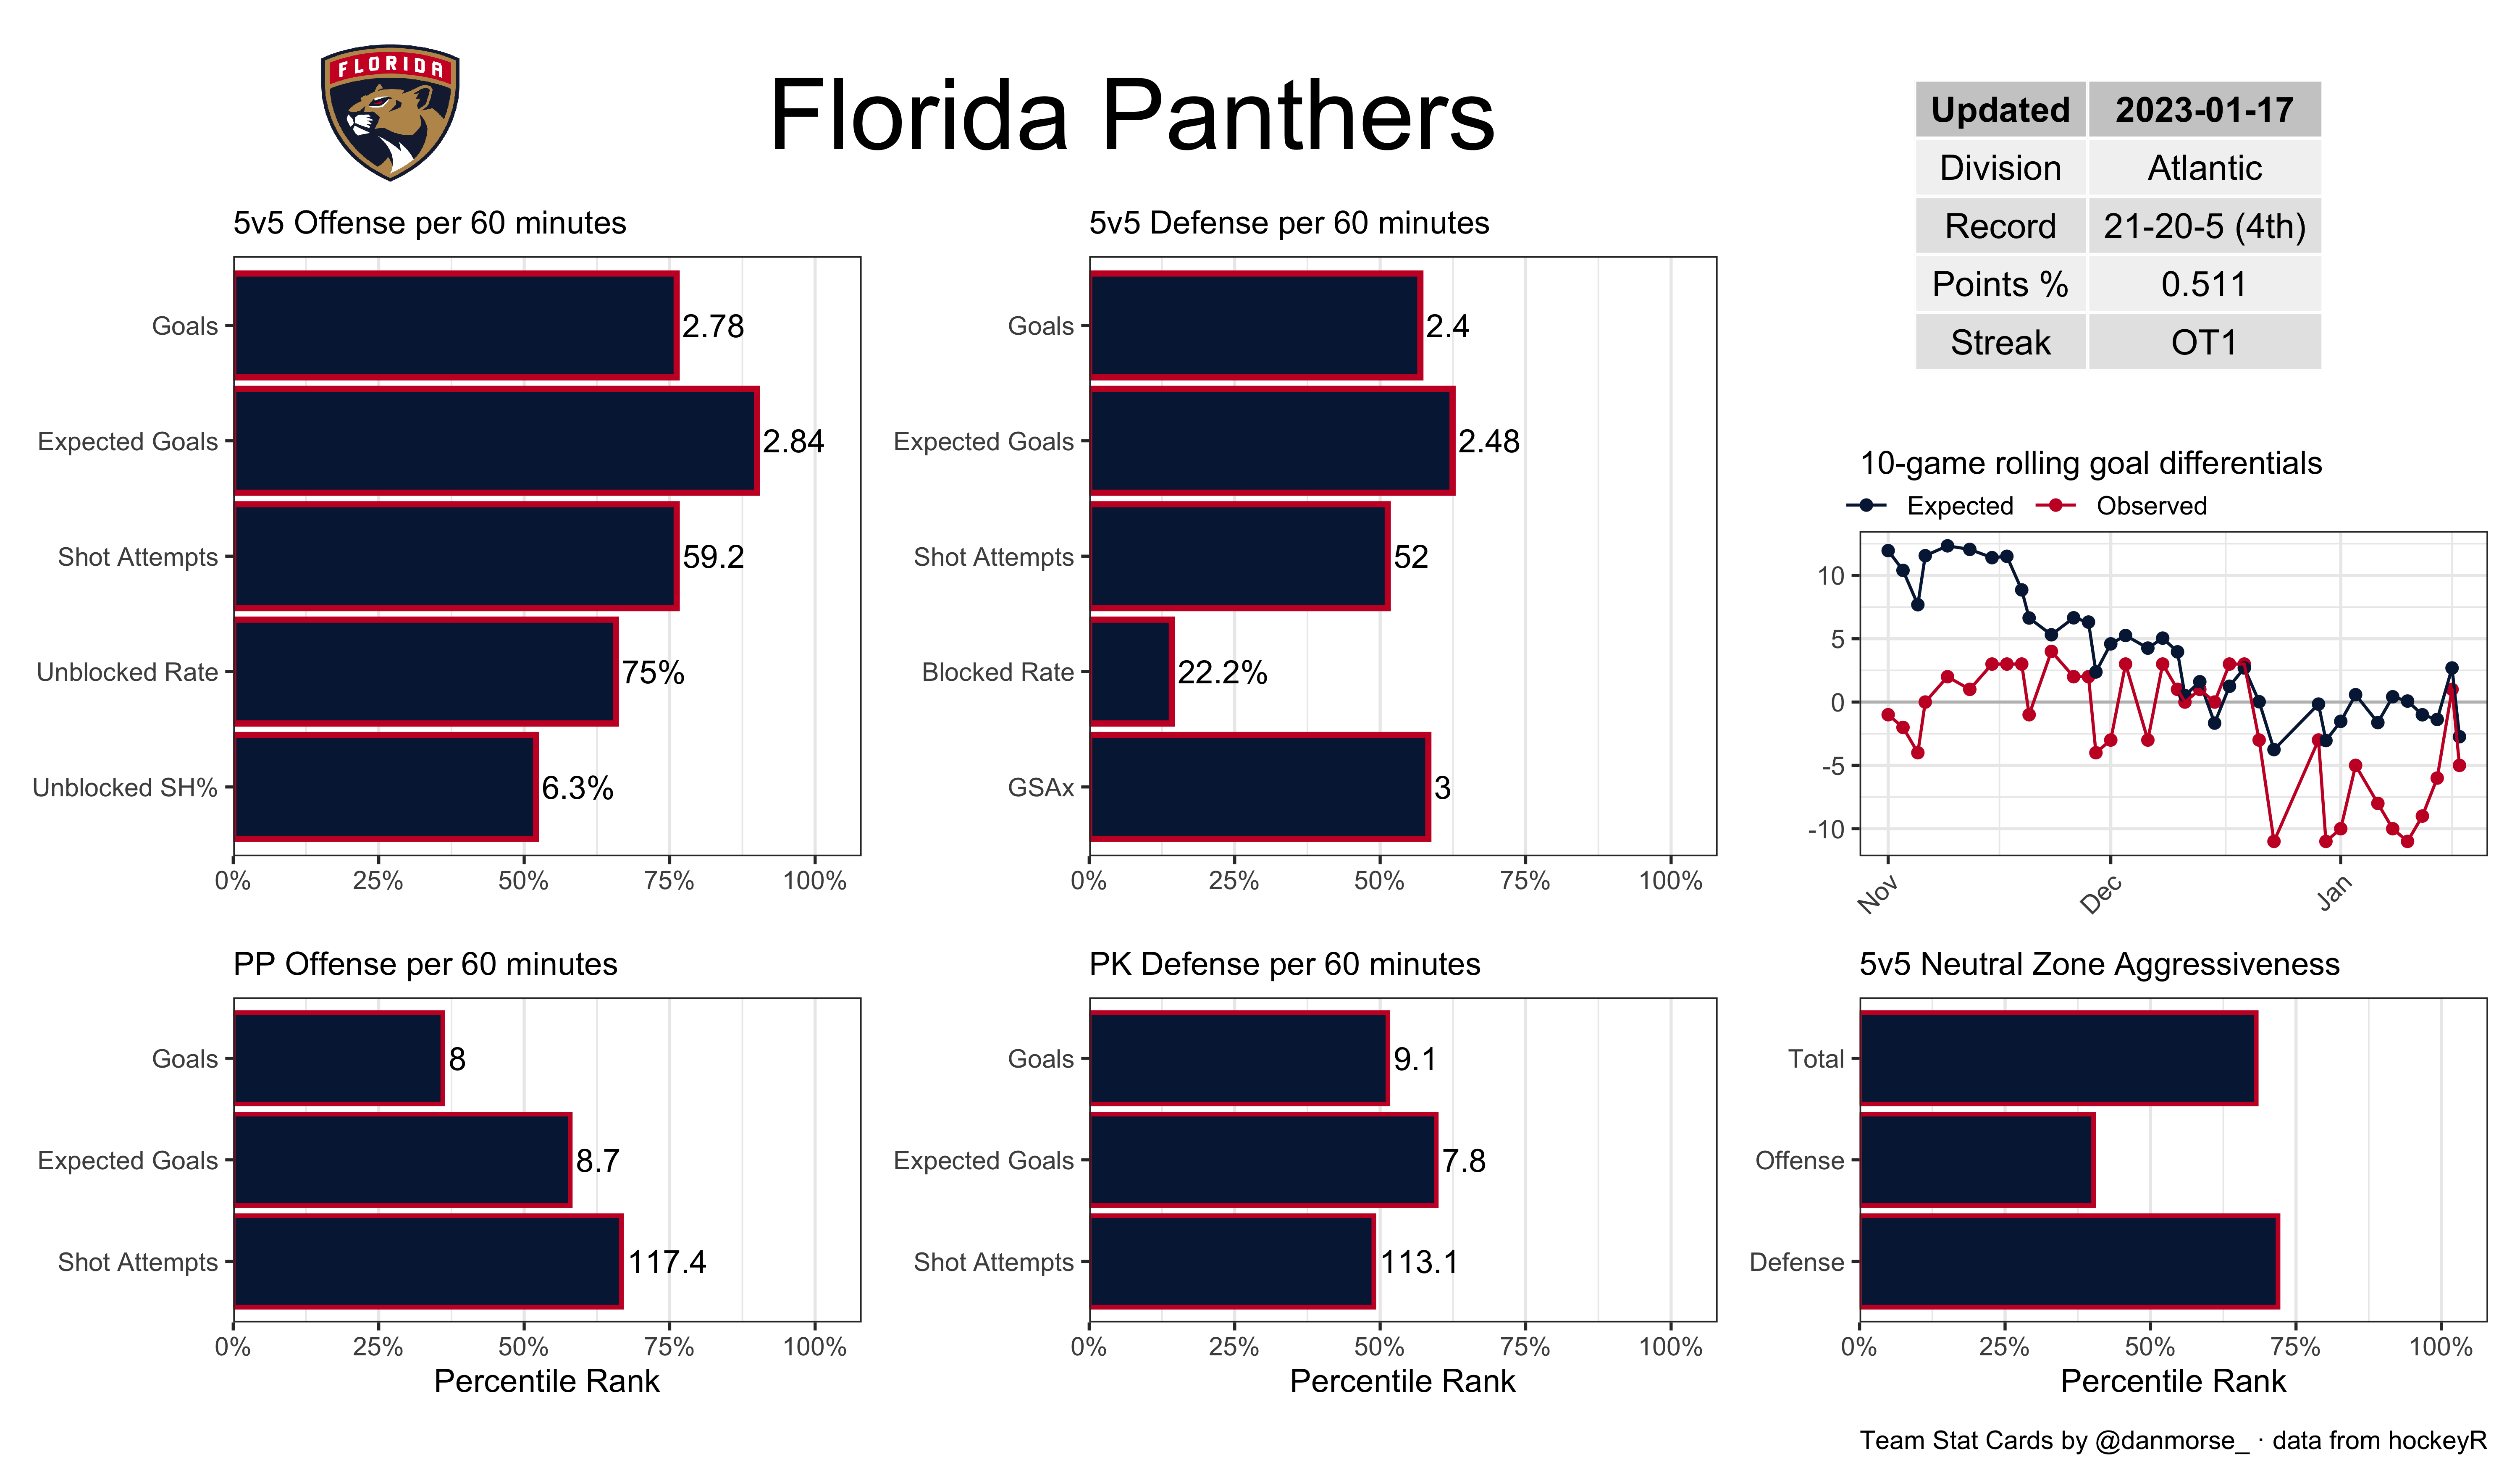 FLORIDA
Florida Panthers
Updated 2023-01-17
Division Atlantic
Record 21-20-5 (4th)
Points % 0.511
Streak OT1
5v5 Offense per 60 minutes
Goals 2.78
Expected Goals 2.84
Shot Attempts 59.2
Unblocked Rate 75%
Unblocked SH% 6.3%
0% 25% 50% 75% 100%
5v5 Defense per 60 minutes
Goals 2.4
Expected Goals 2.48
Shot Attempts 52
Blocked Rate 22.2%
GSAx 3
0% 25% 50% 75% 100%
10-game rolling goal differentials
Expected Observed
10
5
0
-5
-10
Nov Dec Jan
PP Offense per 60 minutes
Goals 8
Expected Goals 8.7
Shot Attempts 117.4
0% 25% 50% 75% 100%
Percentile Rank
PK Defense per 60 minutes
Goals 9.1
Expected Goals 7.8
Shot Attempts 113.1
0% 25% 50% 75% 100%
Percentile Rank
5v5 Neutral Zone Aggressiveness
Total
Offense
Defense
0% 25% 50% 75% 100%
Percentile Rank
Team Stat Cards by @danmorse_ · data from hockeyR